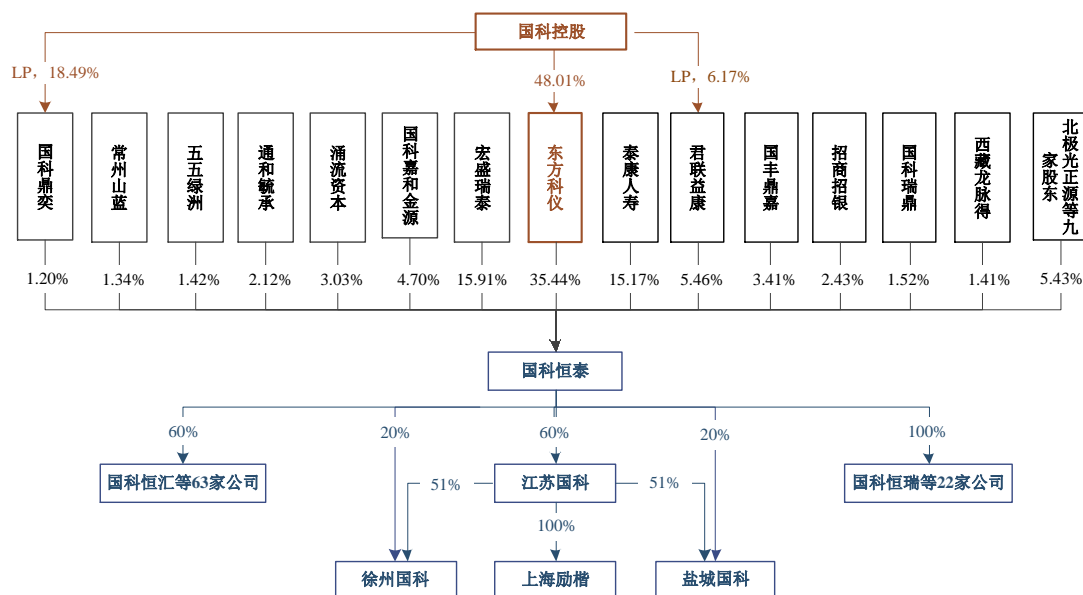 国科控股
LP，18.49%
48.01%
LP，6.17%
国科鼎奕
常州山蓝
五五绿洲
通和毓承
涌流资本
国科嘉和金源
宏盛瑞泰
东方科仪
泰康人寿
君联益康
国丰鼎嘉
招商招银
国科瑞鼎
西藏龙脉得
北极光正源等九
家股东
1.20%
1.34%
1.42%
2.12%
3.03%
4.70%
15.91%
35.44%
15.17%
5.46%
3.41%
2.43%
1.52%
1.41%
5.43%
国科恒泰
60%
20%
60%
20%
100%
国科恒汇等63家公司
51%
江苏国科
51%
国科恒瑞等22家公司
100%
徐州国科
上海励楷
盐城国科